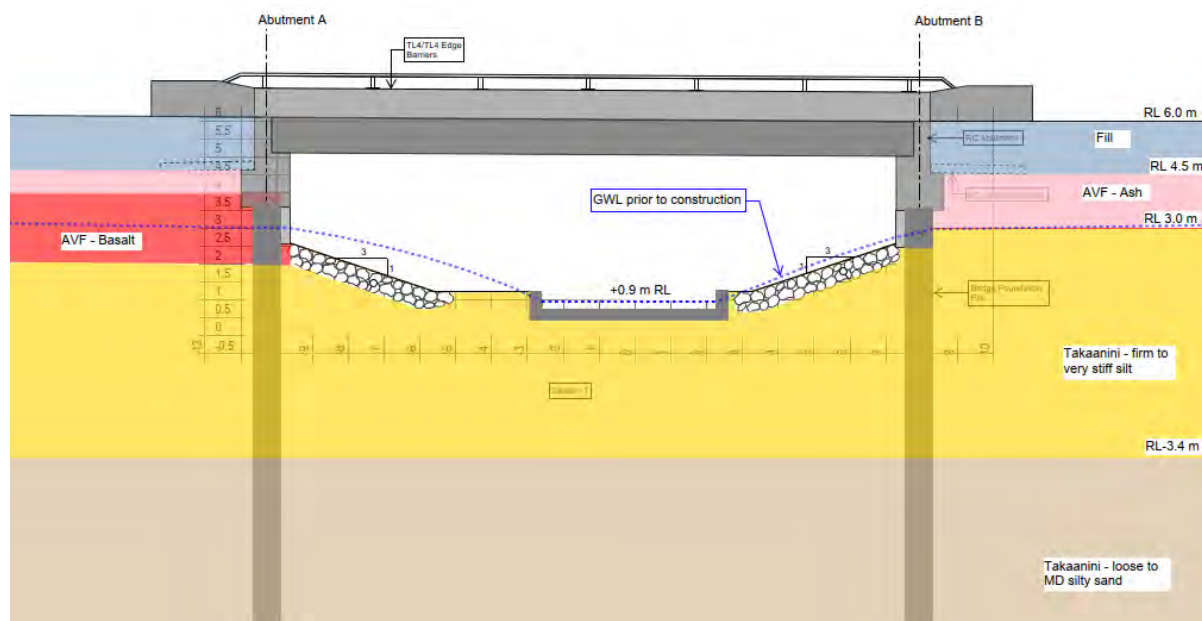 Abutment A
Abutment B
TL4/TL4 Edge
Barriers
RL 6.0 m
6
5.5
5
4.5
3.5
3
2.5
2
1.5
1
0.5
0
-0.5
Fill
RL 4.5 m
AVF - Ash
RL 3.0 m
GWL prior to construction
AVF - Basalt
3
1
3
1
+0.9 m RL
Bridge Foundation
Pile
Takaanini - firm to
very stiff silt
RL-3.4 m
Takaanini - loose to
MD silty sand